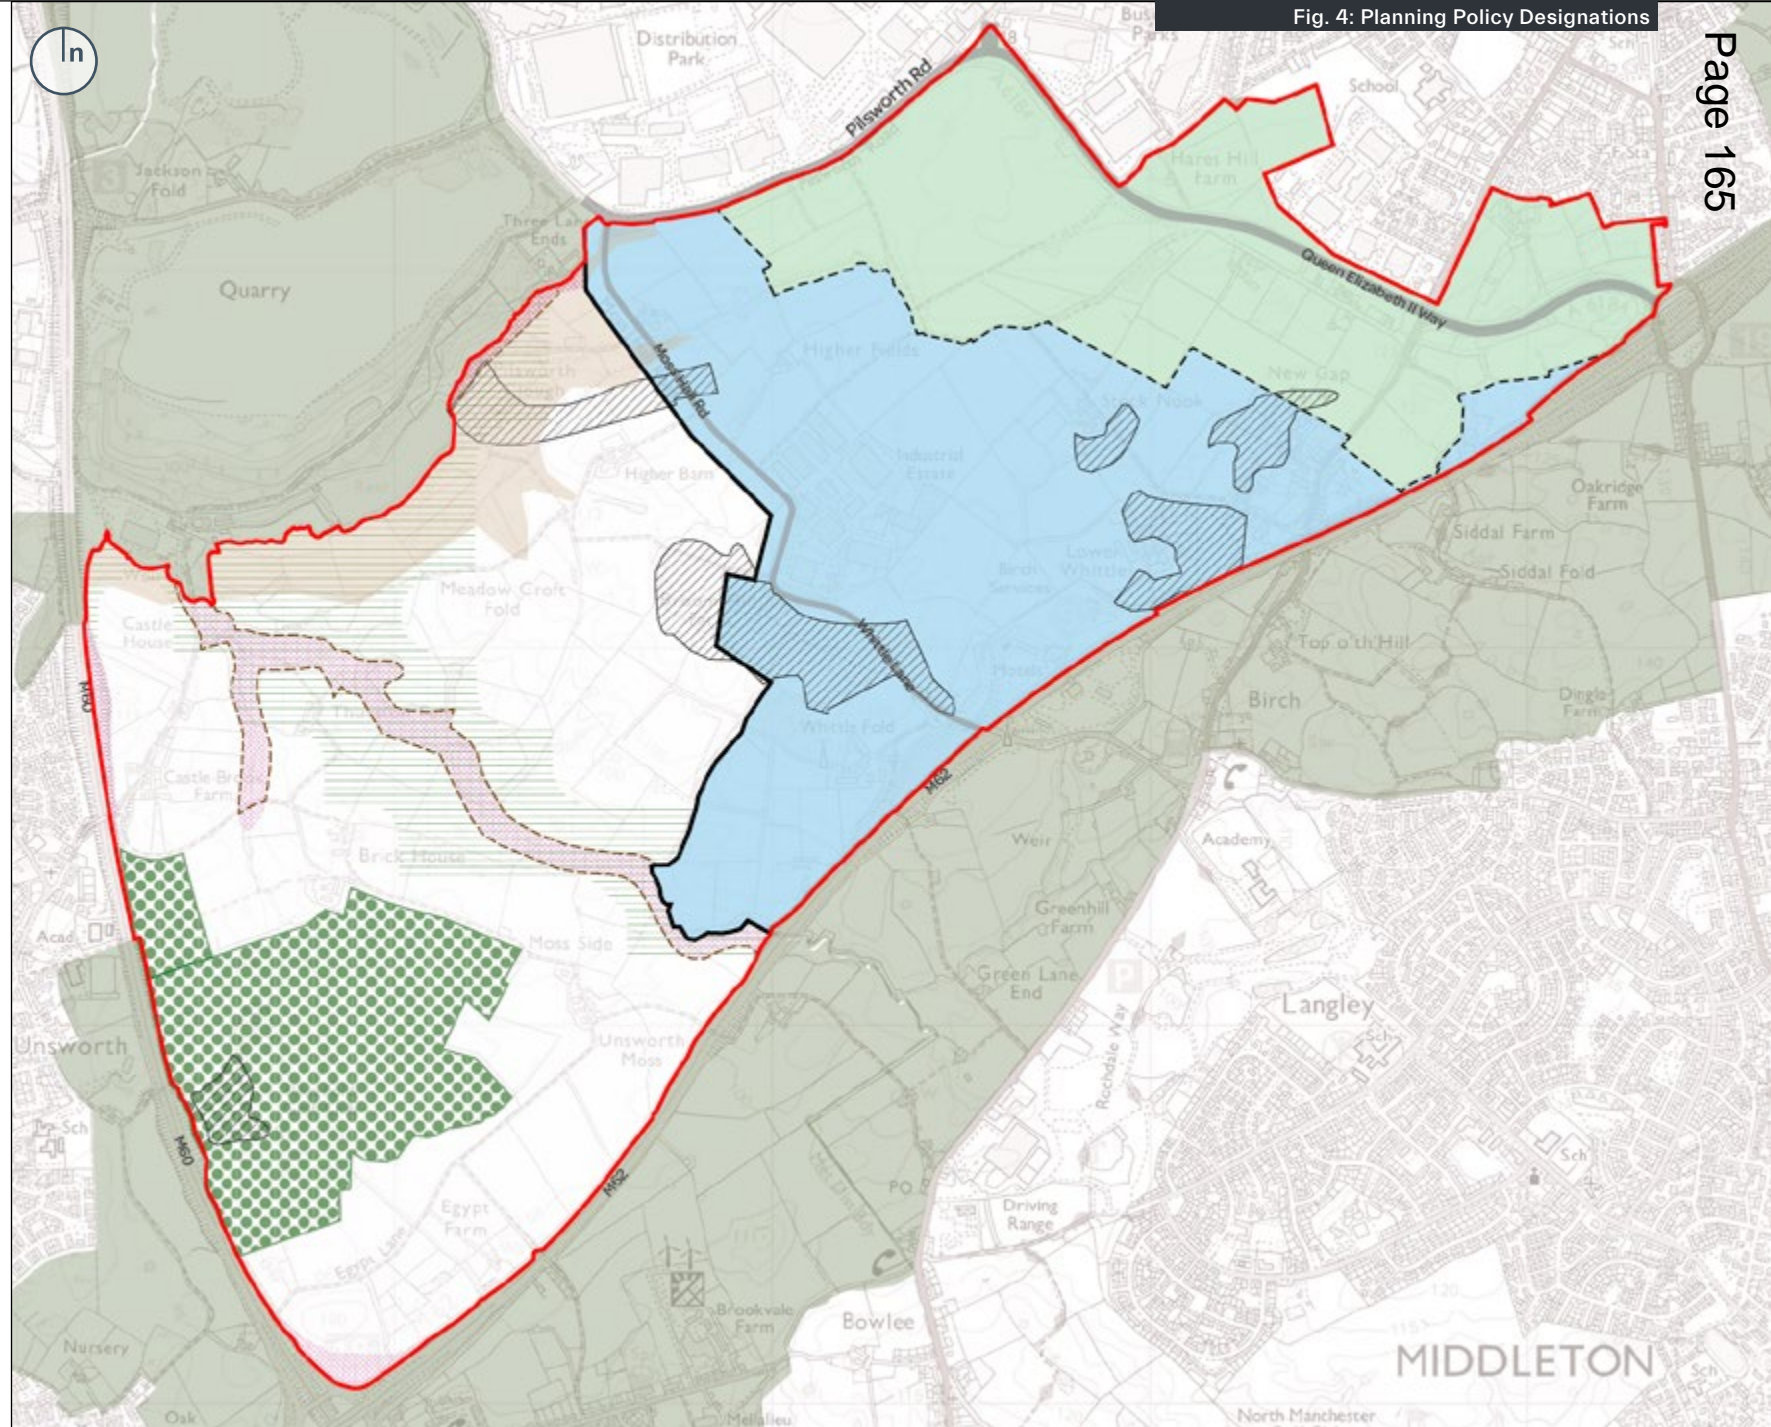 Fig. 4: Planning Policy Designations
Page 165
n
Distribution
Park
Pilsworth Rd
School
Sch
Hares Hill
Farm
Jackson
Fold
3
Three Lane
Ends
Quarry
Queen Elizabeth II Way
Higher Fields
Moss Hall Rd
New Gap
Stock Nook
Higher Barn
Industrial
Estate
Oakridge
Farm
Siddal Farm
Siddal Fold
Lower
Whittle
Birch
Services
Meadow Croft
Fold
Castle
House
Top o'th'Hill
Whittle Lane
Hotels
Birch
Dingle
Farm
M60
Whittle Fold
M62
Castle Brook
Farm
Weir
Academy
Brick House
Greenhill
Farm
Acad
Moss Side
Green Lane
End
P
Langley
Sch
Unsworth
Unsworth
Moss
Rochdale Way
Sch
M60
M62
PO
Sch
Egypt
Farm
Driving
Range
Egypt Lane
Brookvale
Farm
Bowlee
Nursery
MIDDLETON
Sch
Oak
North Manchester